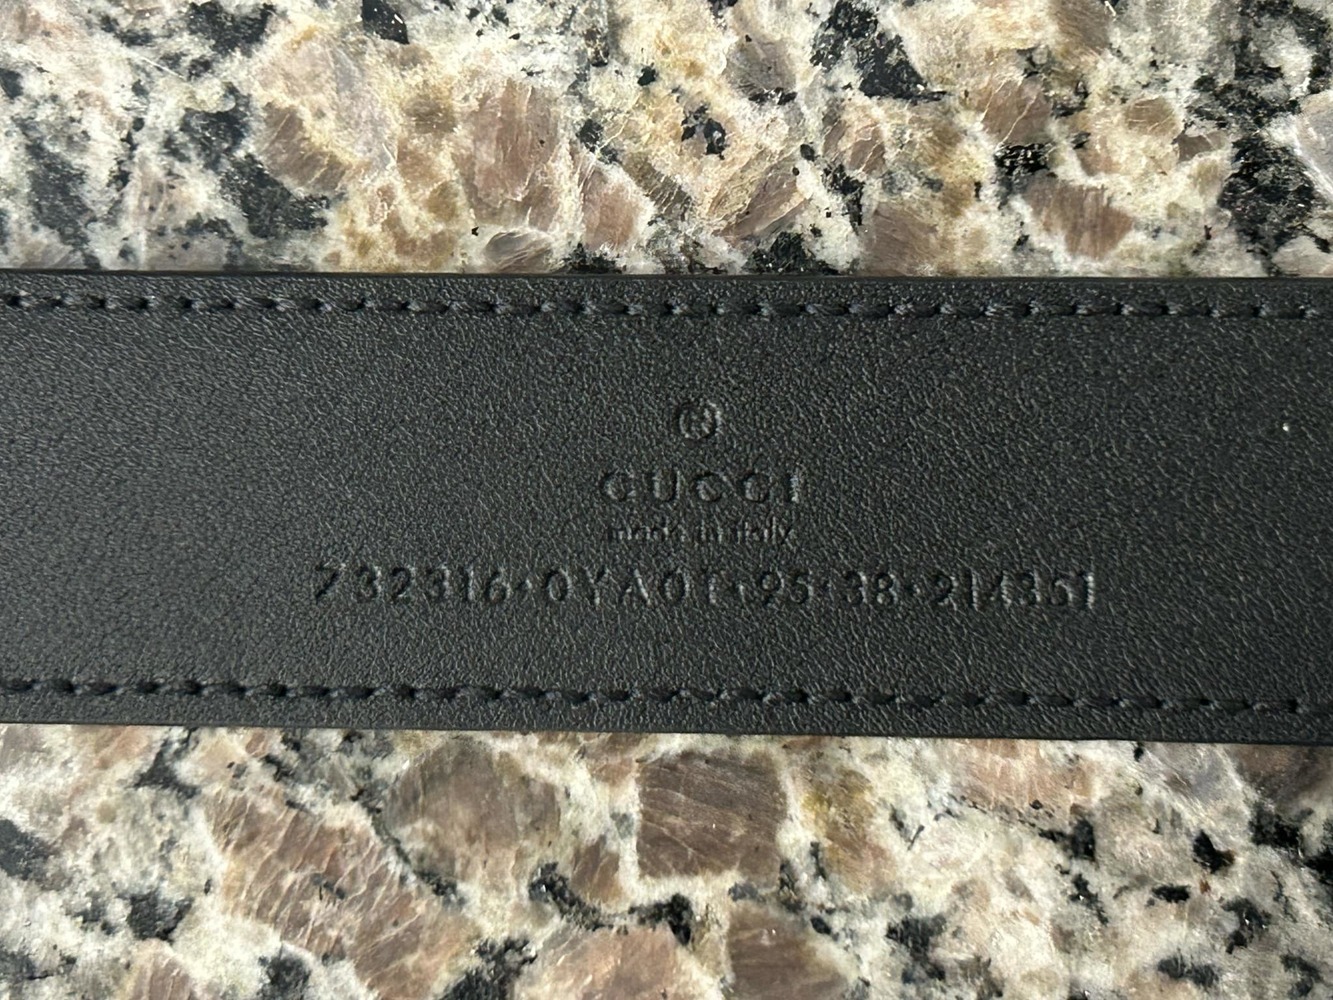 ®
GUCCI
made in italy
732316·0YA0T·95·38·214351